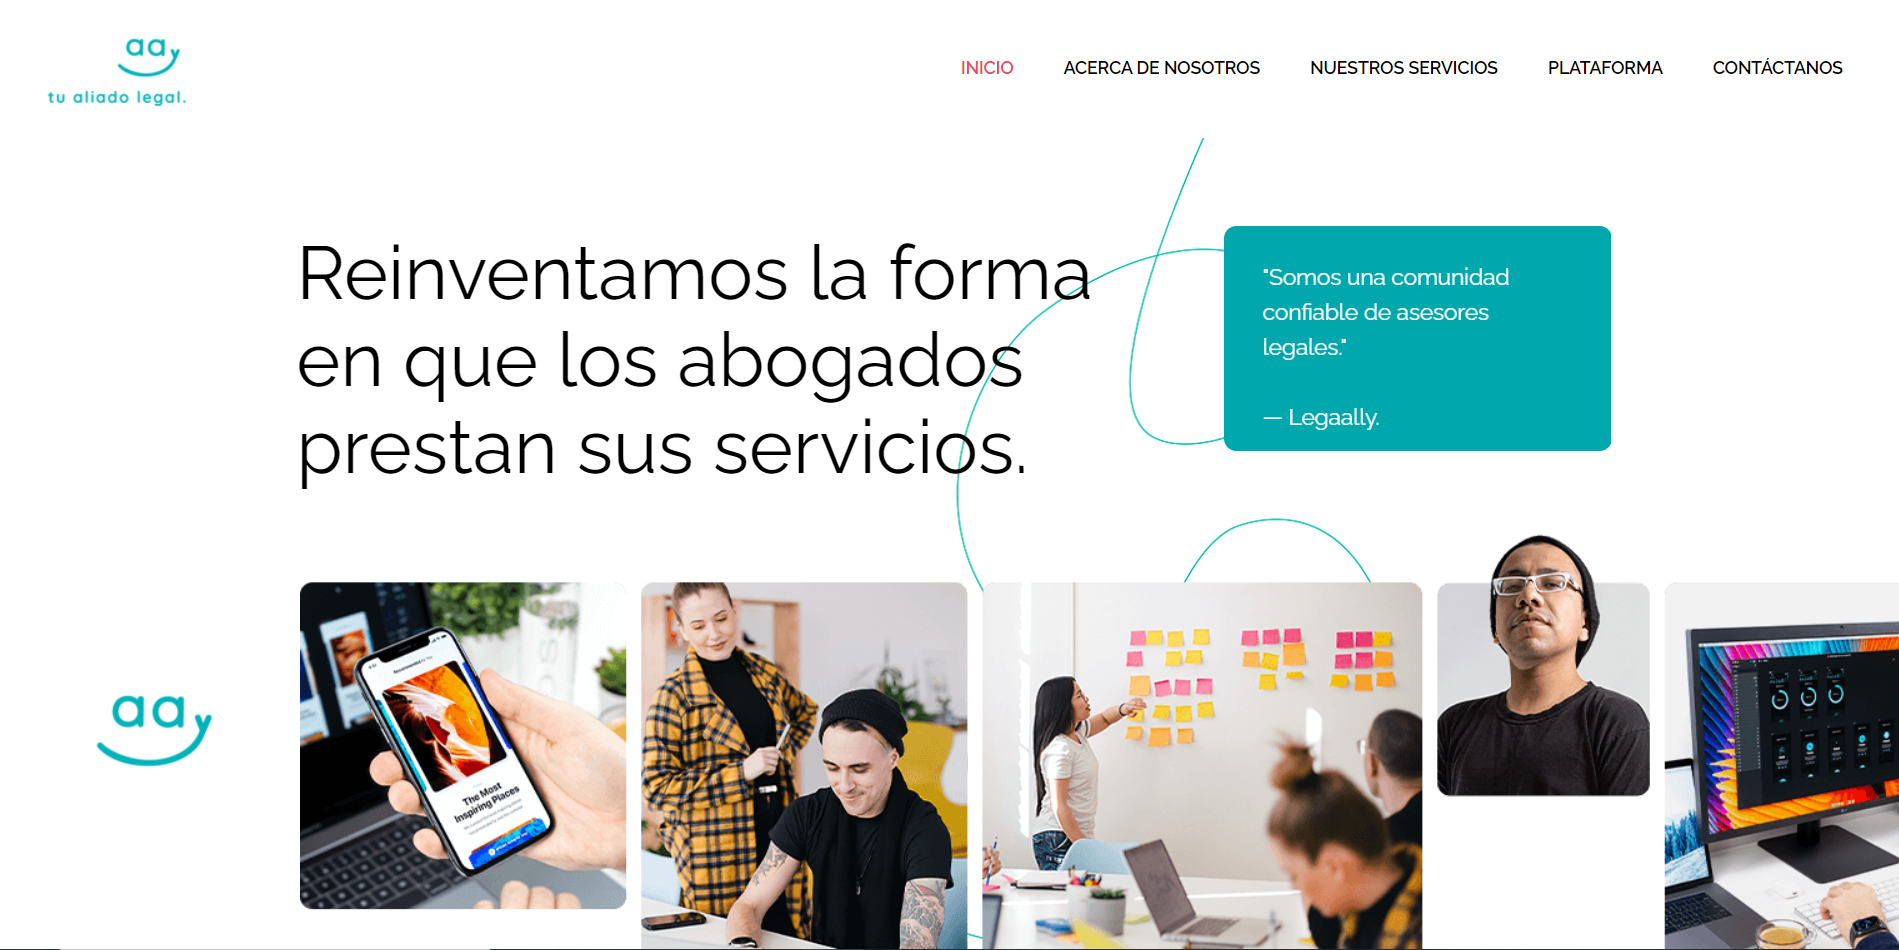 aay
tu aliado legal.
INICIO
ACERCA DE NOSOTROS
NUESTROS SERVICIOS
PLATAFORMA
CONTÁCTANOS
Reinventamos la forma
en que los abogados
prestan sus servicios.
"Somos una comunidad
confiable de asesores
legales."
— Legaally.
aay
The Most
Inspiring Places